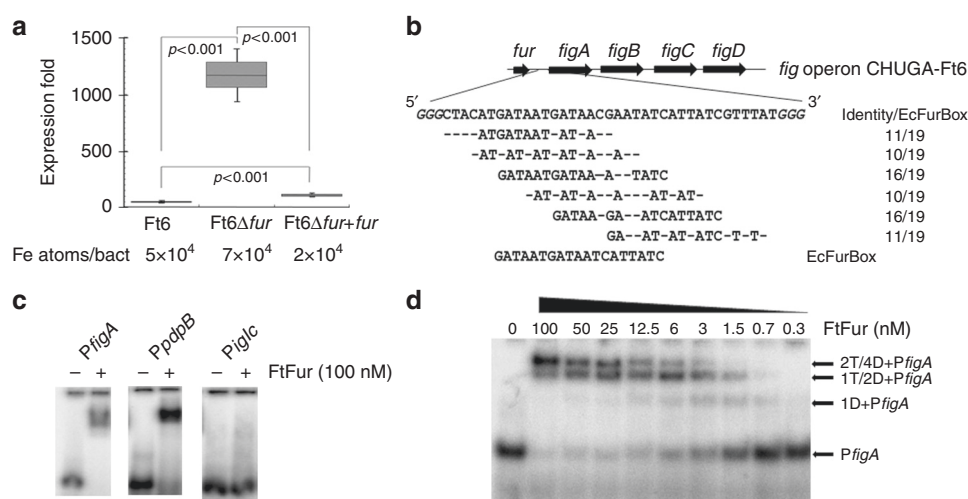 a
Expression fold
1500
1000
500
0
p<0.001
p<0.001
p<0.001
Ft6
Ft6Δfur
Ft6Δfur+fur
Fe atoms/bact
5×10⁴
7×10⁴
2×10⁴
b
fur figA figB figC figD
fig operon CHUGA-Ft6
5′ 3′
GGGCTACATGATAATGATAACGAATATCATTATCGTTTATGGG
Identity/EcFurBox
----ATGATAAT-AT-A--- 11/19
-AT-AT-AT-AT-A--A-- 10/19
GATAATGATAA–A--TATC 16/19
-AT-AT-A--A---AT-AT- 10/19
GATAA-GA--ATCATTATC 16/19
GA--AT-AT-ATC-T-T- 11/19
GATAATGATAATCATTATC EcFurBox
c
PfigA PpdpB PiglC
– + – + – + FtFur (100 nM)
d
0 100 50 25 12.5 6 3 1.5 0.7 0.3 FtFur (nM)
2T/4D+PfigA
1T/2D+PfigA
1D+PfigA
PfigA